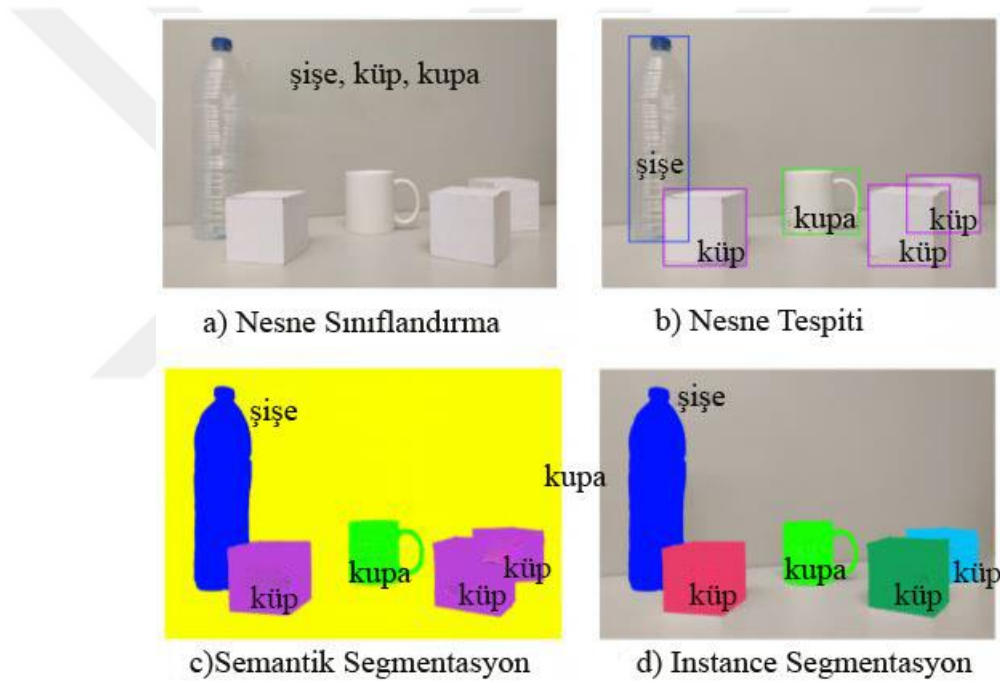 şişe, küp, kupa
şişe
kupa
küp
küp
küp
a) Nesne Sınıflandırma
b) Nesne Tespiti
şişe
kupa
küp
küp
küp
c)Semantik Segmentasyon
kupa
şişe
kupa
küp
küp
küp
d) Instance Segmentasyon